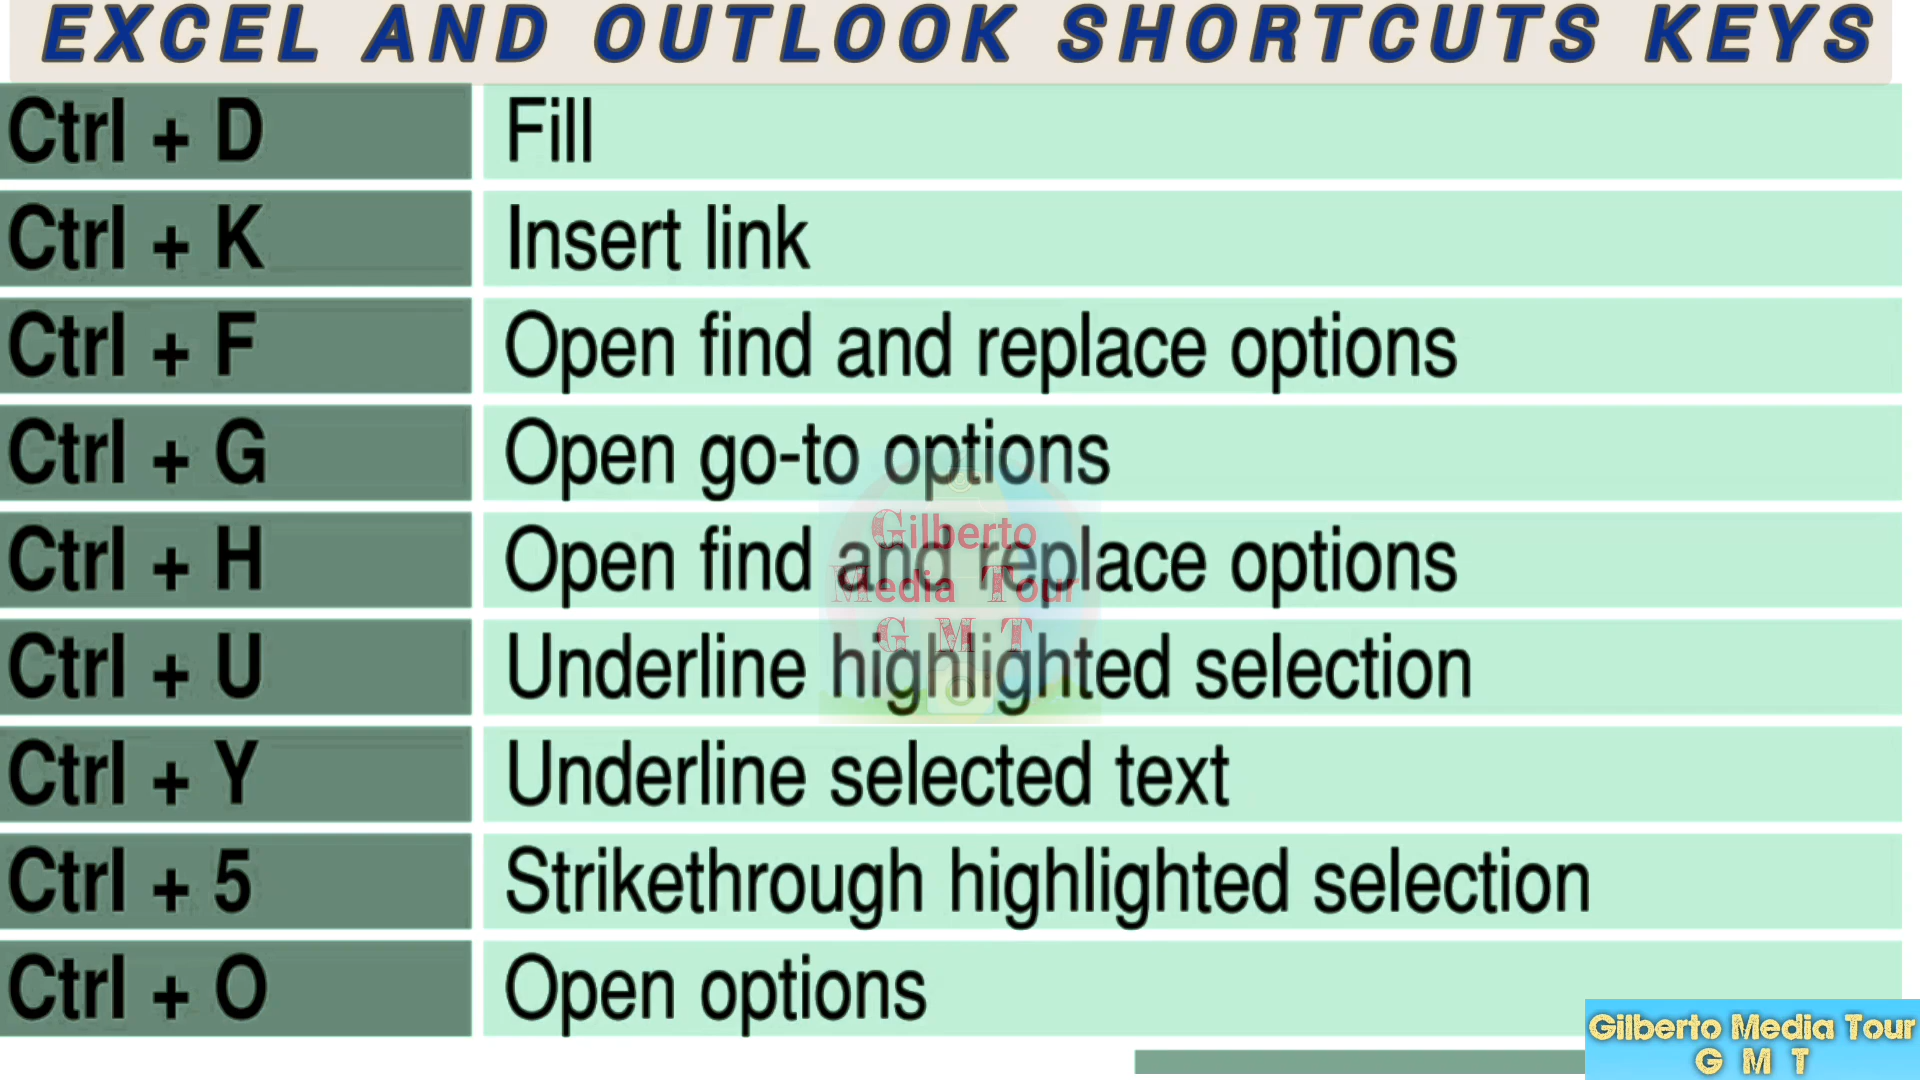 EXCEL AND OUTLOOK SHORTCUTS KEYS
Ctrl + D Fill
Ctrl + K Insert link
Ctrl + F Open find and replace options
Ctrl + G Open go-to options
Ctrl + H Open find and replace options
Ctrl + U Underline highlighted selection
Ctrl + Y Underline selected text
Ctrl + 5 Strikethrough highlighted selection
Ctrl + O Open options
Gilberto
Media Tour
G M T
Gilberto Media Tour
G M T